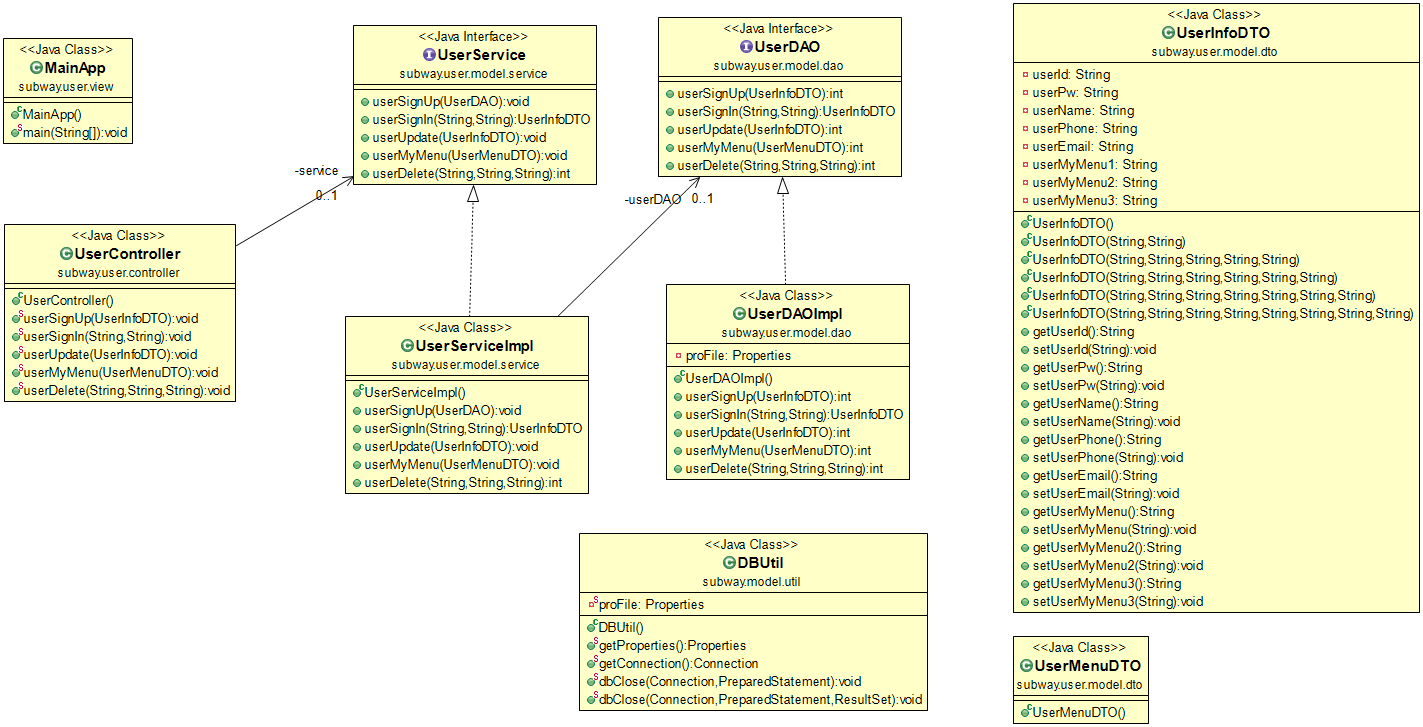 <<Java Class>>
MainApp
subway.user.view
MainApp()
main(String[]):void
<<Java Interface>>
UserService
subway.user.model.service
userSignUp(UserDAO):void
userSignIn(String,String):UserInfoDTO
userUpdate(UserInfoDTO):void
userMyMenu(UserMenuDTO):void
userDelete(String,String,String):int
<<Java Interface>>
UserDAO
subway.user.model.dao
userSignUp(UserInfoDTO):int
userSignIn(String,String):UserInfoDTO
userUpdate(UserInfoDTO):int
userMyMenu(UserMenuDTO):int
userDelete(String,String,String):int
-service
0..1
-userDAO
0..1
<<Java Class>>
UserController
subway.user.controller
UserController()
userSignUp(UserInfoDTO):void
userSignIn(String,String):void
userUpdate(UserInfoDTO):void
userMyMenu(UserMenuDTO):void
userDelete(String,String,String):void
<<Java Class>>
UserServiceImpl
subway.user.model.service
UserServiceImpl()
userSignUp(UserDAO):void
userSignIn(String,String):UserInfoDTO
userUpdate(UserInfoDTO):void
userMyMenu(UserMenuDTO):void
userDelete(String,String,String):int
<<Java Class>>
UserDAOImpl
subway.user.model.dao
proFile: Properties
UserDAOImpl()
userSignUp(UserInfoDTO):int
userSignIn(String,String):UserInfoDTO
userUpdate(UserInfoDTO):int
userMyMenu(UserMenuDTO):int
userDelete(String,String,String):int
<<Java Class>>
DBUtil
subway.model.util
proFile: Properties
DBUtil()
getProperties():Properties
getConnection():Connection
dbClose(Connection,PreparedStatement):void
dbClose(Connection,PreparedStatement,ResultSet):void
<<Java Class>>
UserInfoDTO
subway.user.model.dto
userId: String
userPw: String
userName: String
userPhone: String
userEmail: String
userMyMenu1: String
userMyMenu2: String
userMyMenu3: String
UserInfoDTO()
UserInfoDTO(String,String)
UserInfoDTO(String,String,String,String,String)
UserInfoDTO(String,String,String,String,String,String)
UserInfoDTO(String,String,String,String,String,String,String)
UserInfoDTO(String,String,String,String,String,String,String,String)
getUserId():String
setUserId(String):void
getUserPw():String
setUserPw(String):void
getUserName():String
setUserName(String):void
getUserPhone():String
setUserPhone(String):void
getUserEmail():String
setUserEmail(String):void
getUserMyMenu():String
setUserMyMenu(String):void
getUserMyMenu2():String
setUserMyMenu2(String):void
getUserMyMenu3():String
setUserMyMenu3(String):void
<<Java Class>>
UserMenuDTO
subway.user.model.dto
UserMenuDTO()